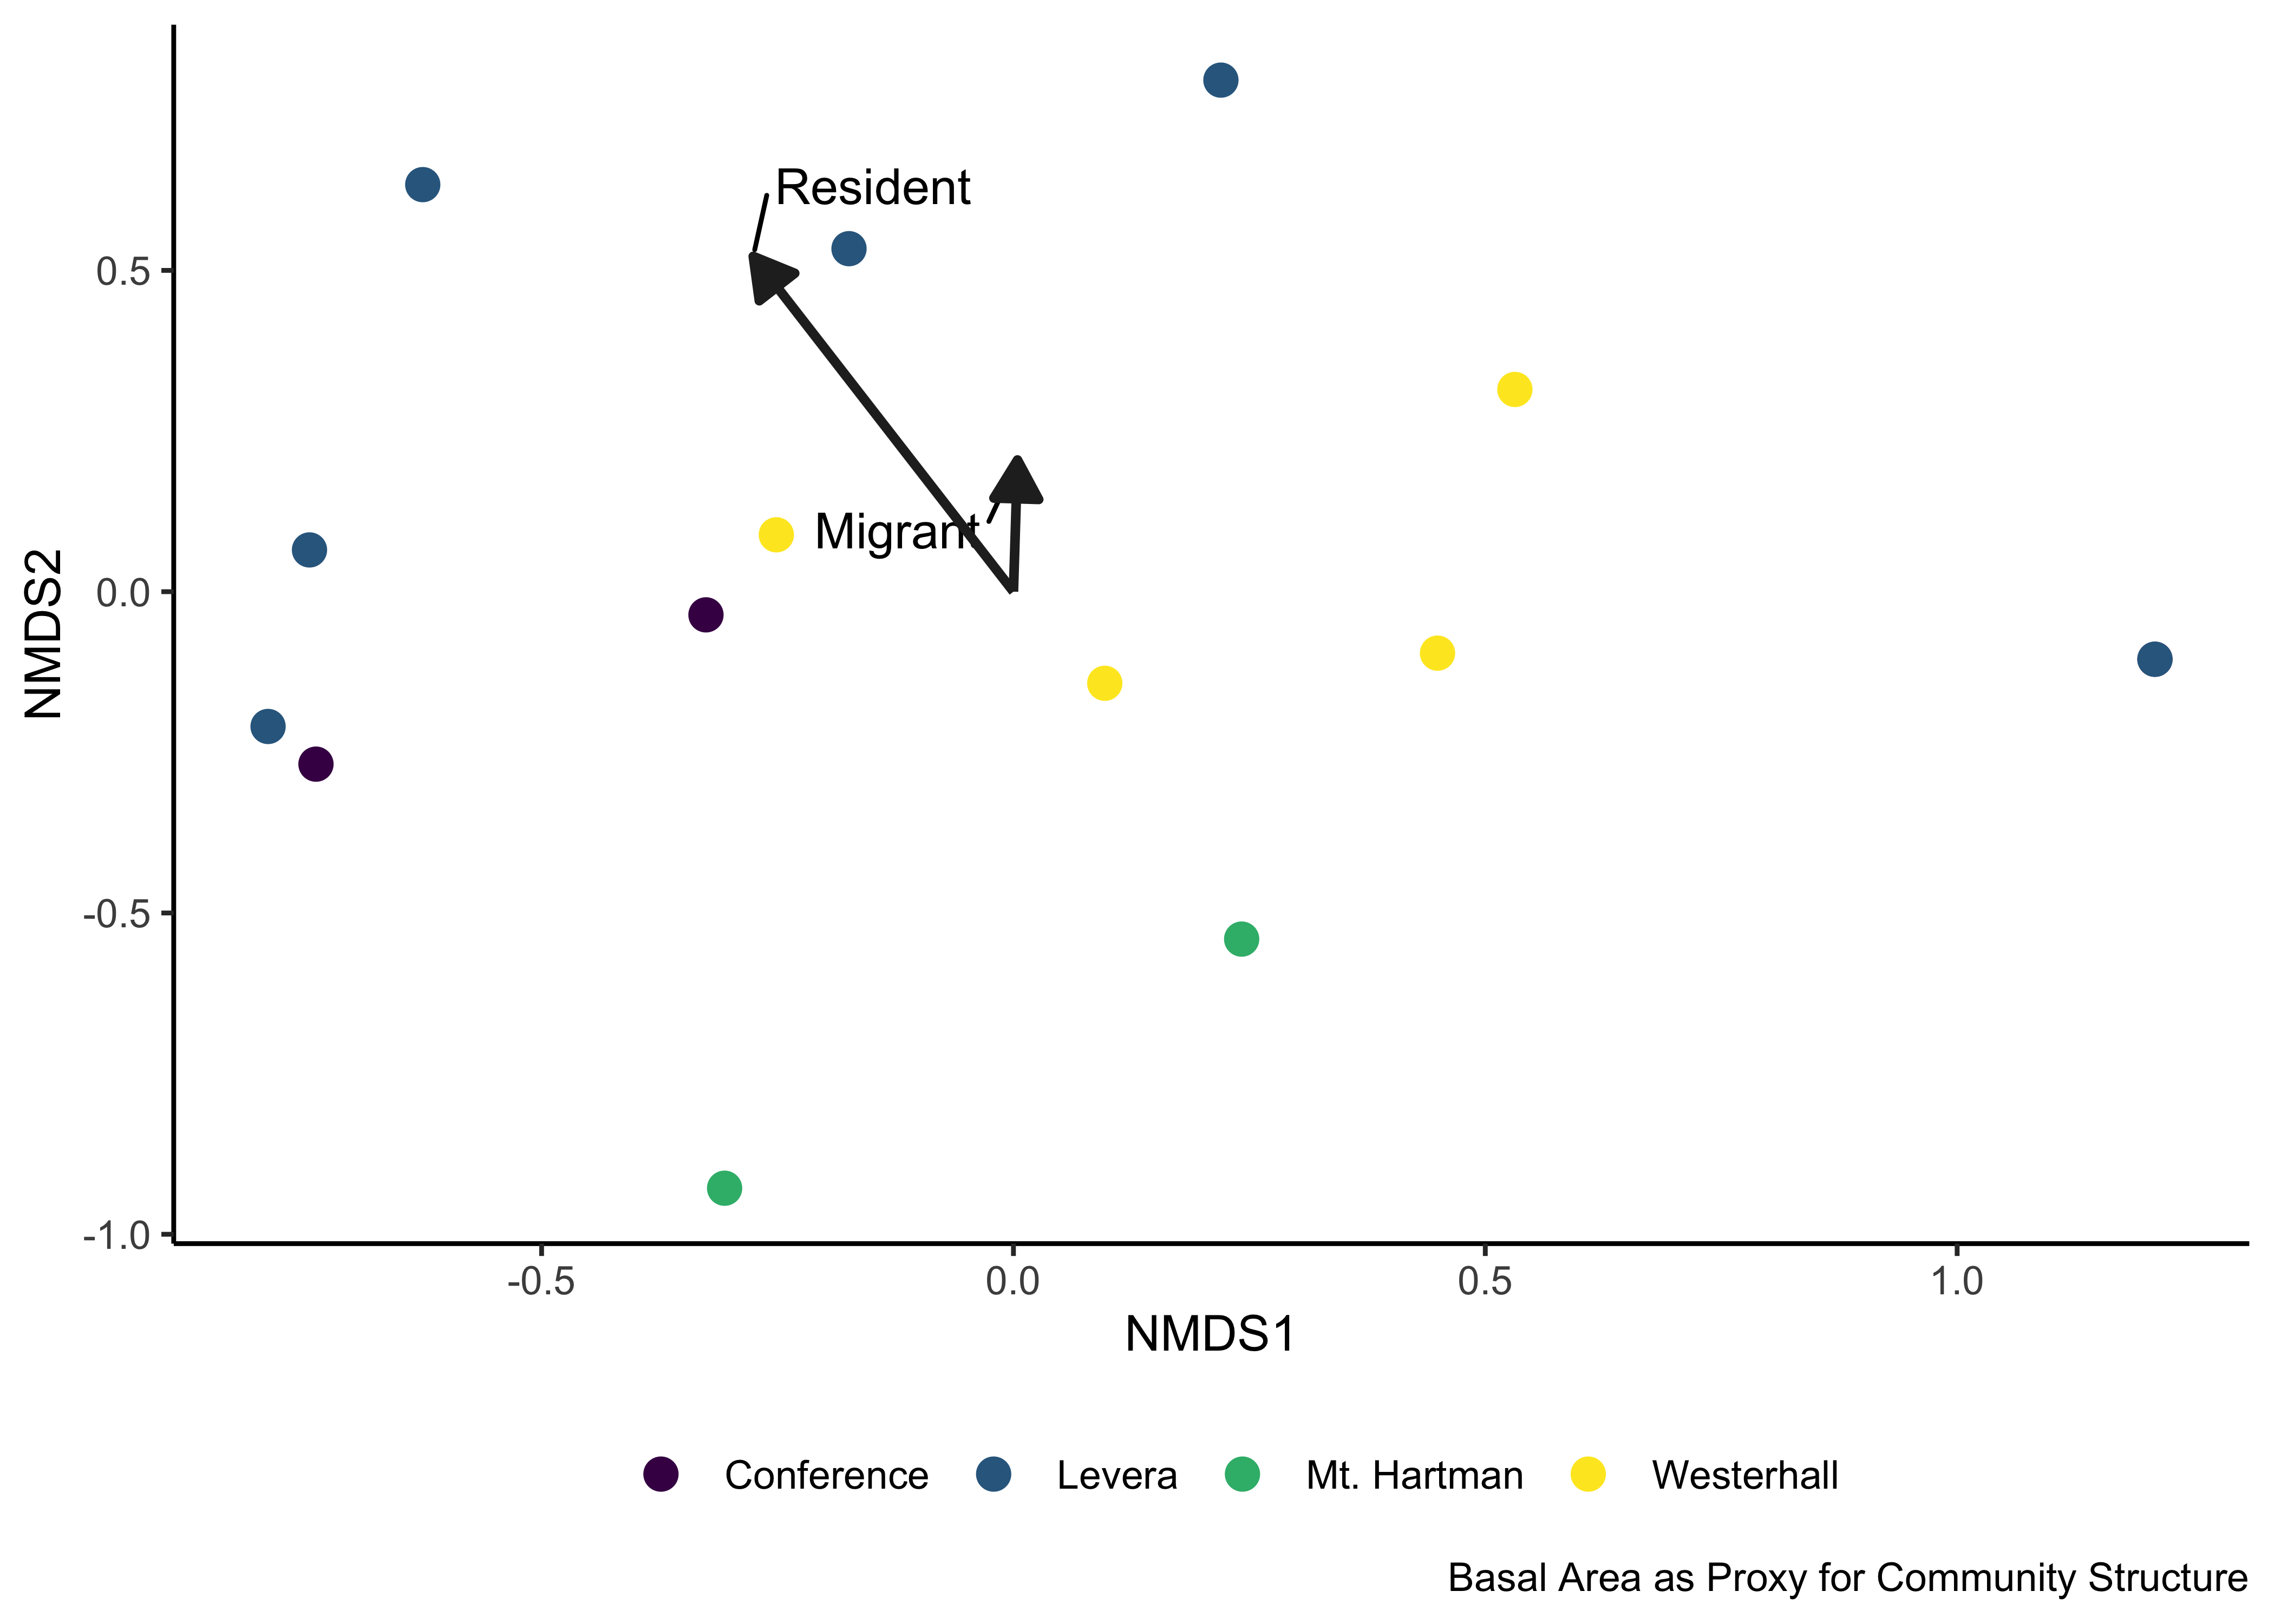 Resident
0.5
Migrant
0.0
NMDS2
-0.5
-1.0
-0.5 0.0 0.5 1.0
NMDS1
Conference Levera Mt. Hartman Westerhall
Basal Area as Proxy for Community Structure